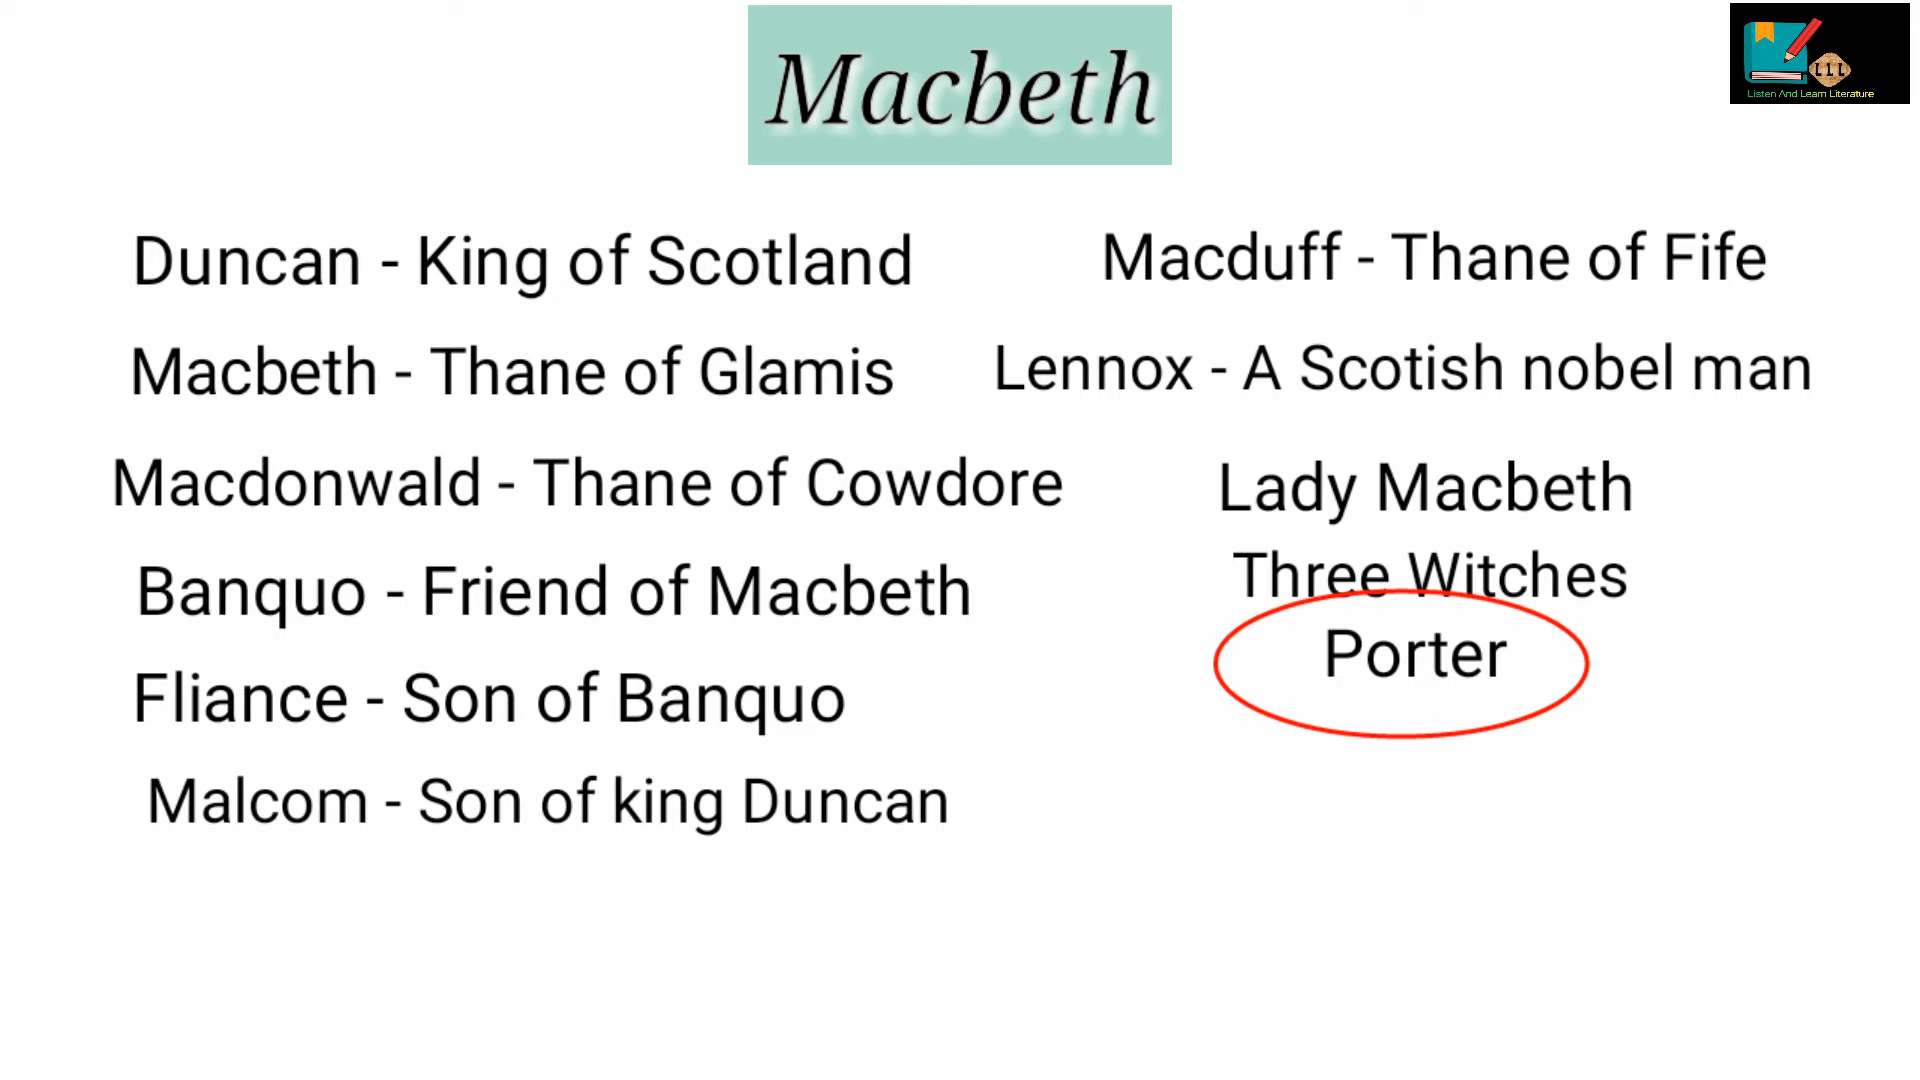 Macbeth
LLL
Listen And Learn Literature
Duncan - King of Scotland
Macbeth - Thane of Glamis
Macdonwald - Thane of Cowdore
Banquo - Friend of Macbeth
Fliance - Son of Banquo
Malcom - Son of king Duncan
Macduff - Thane of Fife
Lennox - A Scotish nobel man
Lady Macbeth
Three Witches
Porter